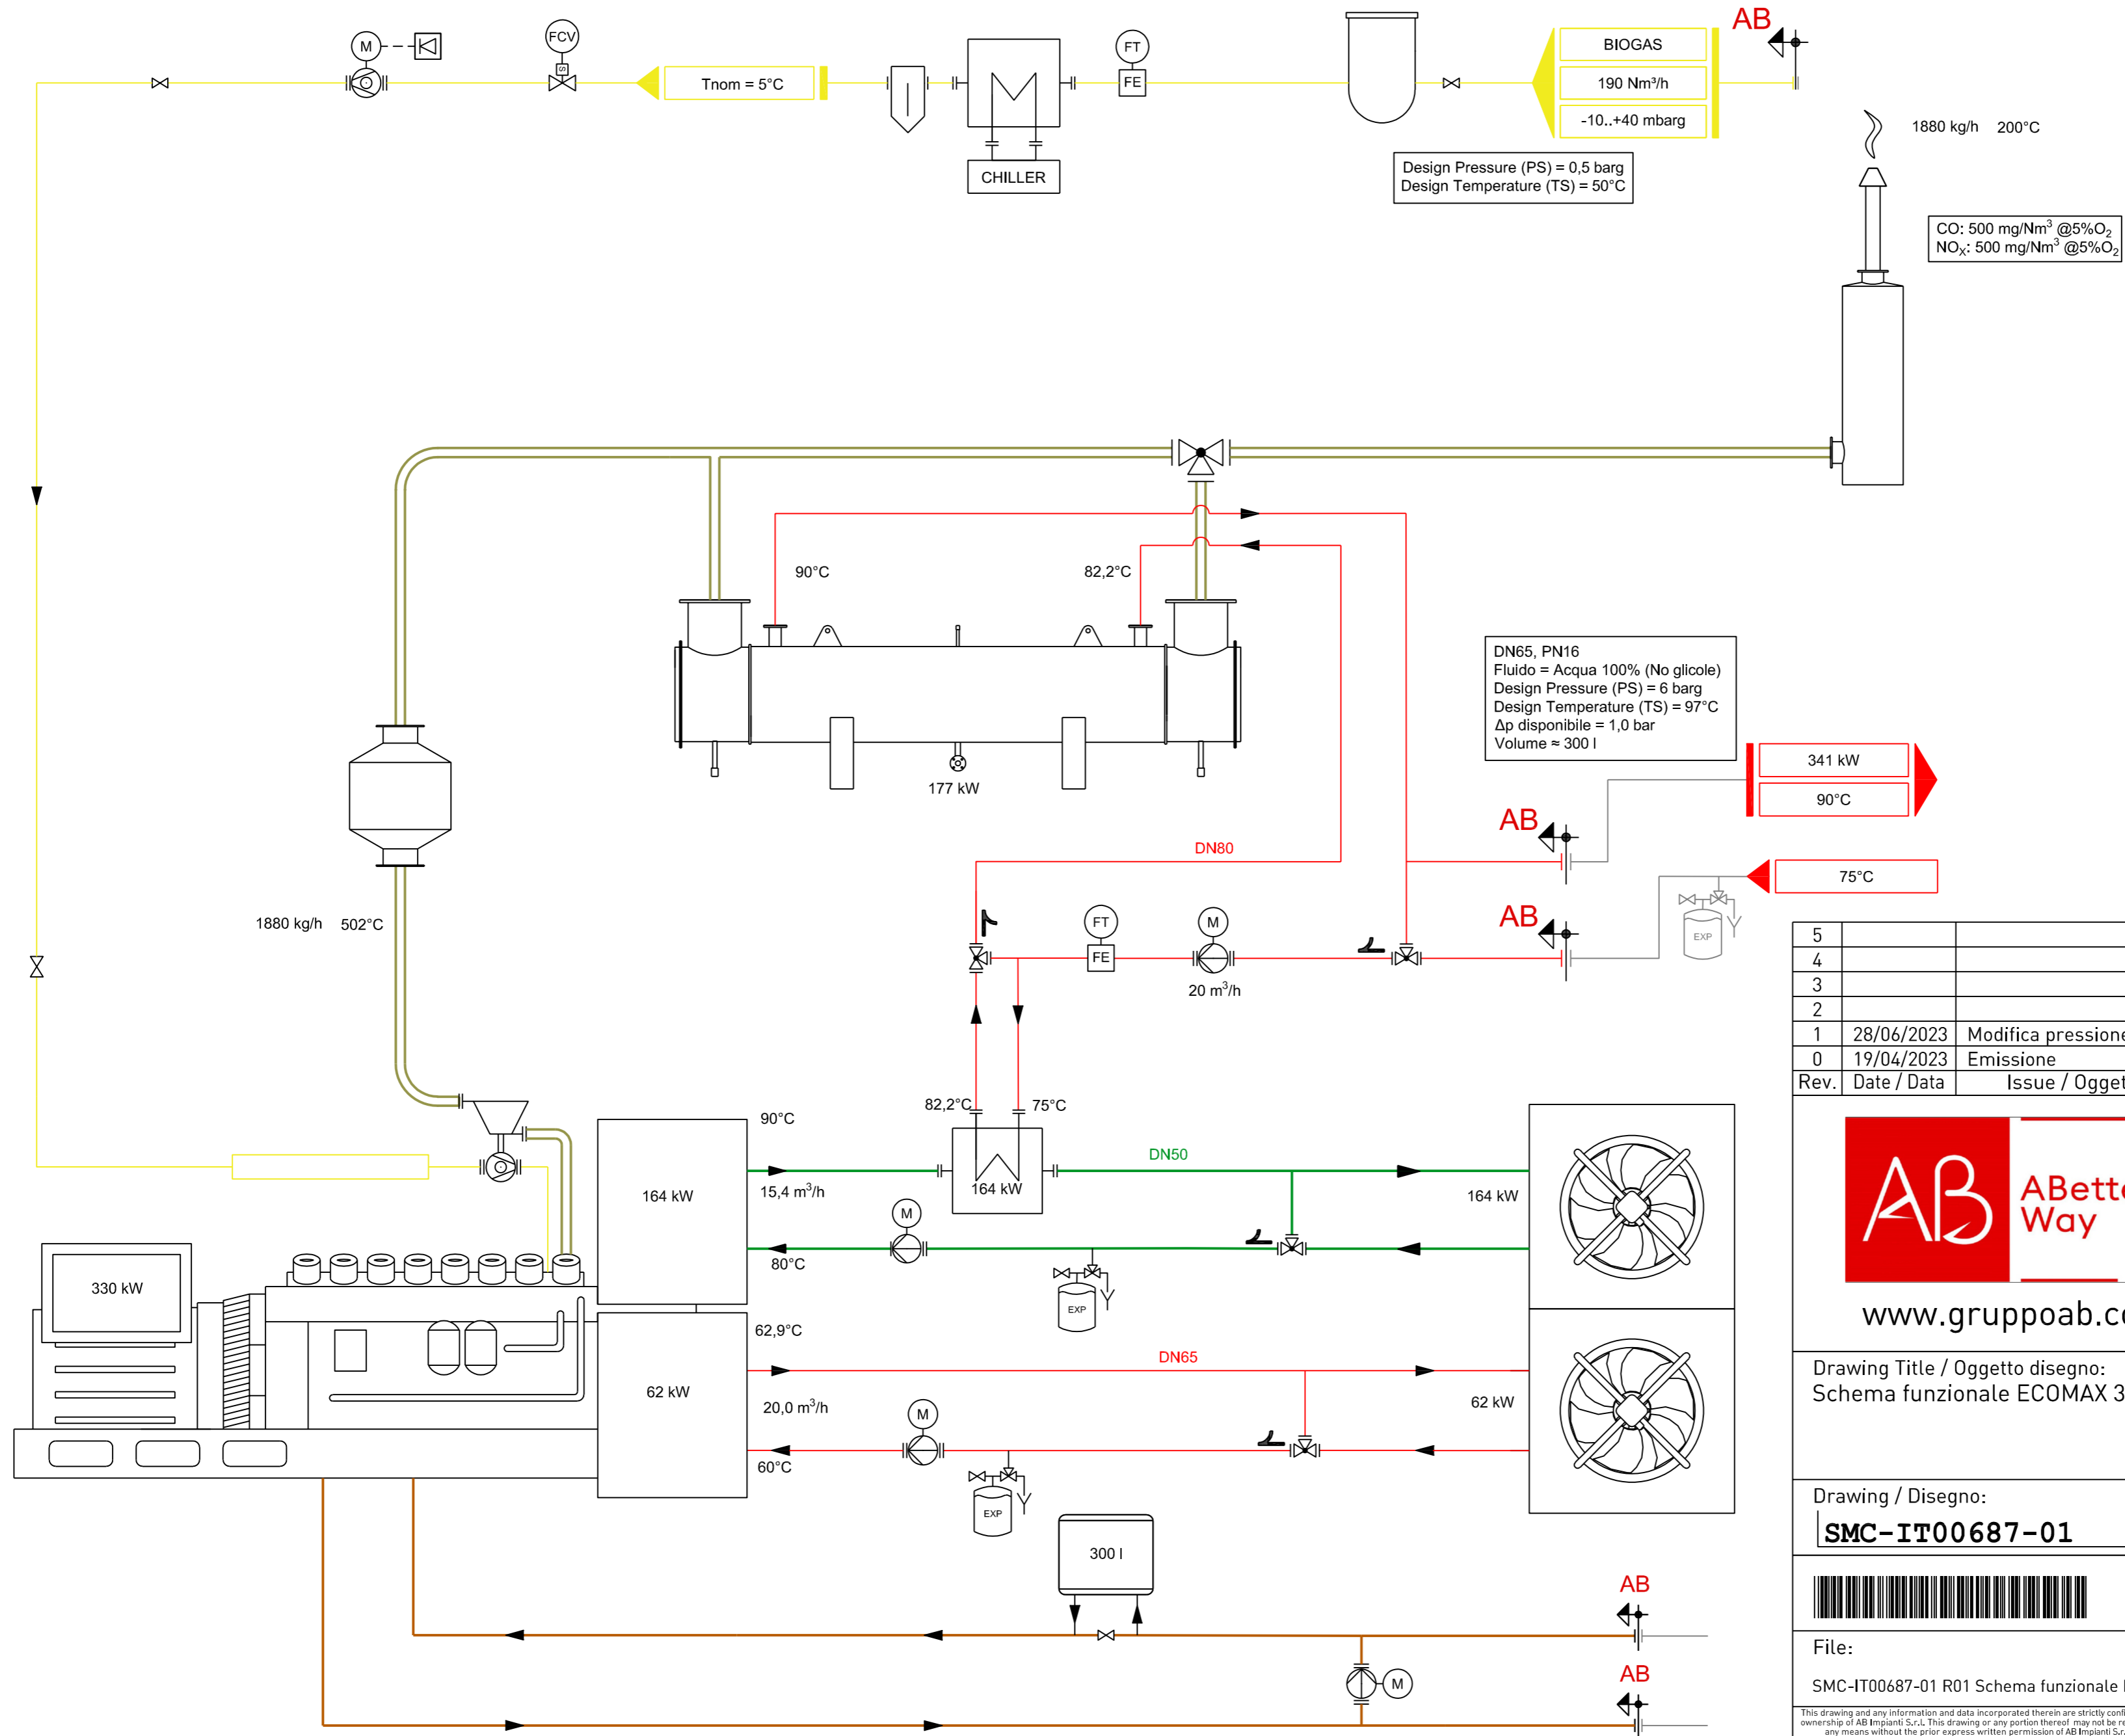 AB
M
FCV
S
Tnom = 5°C
FT
FE
CHILLER
BIOGAS
190 Nm³/h
-10..+40 mbarg
Design Pressure (PS) = 0,5 barg
Design Temperature (TS) = 50°C
1880 kg/h 200°C
CO: 500 mg/Nm³ @5%O₂
NOₓ: 500 mg/Nm³ @5%O₂
90°C
82,2°C
177 kW
DN65, PN16
Fluido = Acqua 100% (No glicole)
Design Pressure (PS) = 6 barg
Design Temperature (TS) = 97°C
Δp disponibile = 1,0 bar
Volume ≈ 300 l
341 kW
90°C
AB
DN80
75°C
AB
EXP
1880 kg/h 502°C
FT
FE
M
20 m³/h
82,2°C
75°C
164 kW
90°C
15,4 m³/h
80°C
164 kW
DN50
164 kW
M
EXP
330 kW
62 kW
62,9°C
20,0 m³/h
60°C
DN65
62 kW
M
EXP
300 l
AB
AB
M
5
4
3
2
1 28/06/2023
0 19/04/2023 Emissione
Rev. Date / Data Issue /
AB
Way
Drawing Title / Oggetto disegno:
Schema funzionale ECOMAX
Drawing / Disegno:
SMC-IT00687-01
File:
SMC-IT00687-01 R01 Schema funzionale